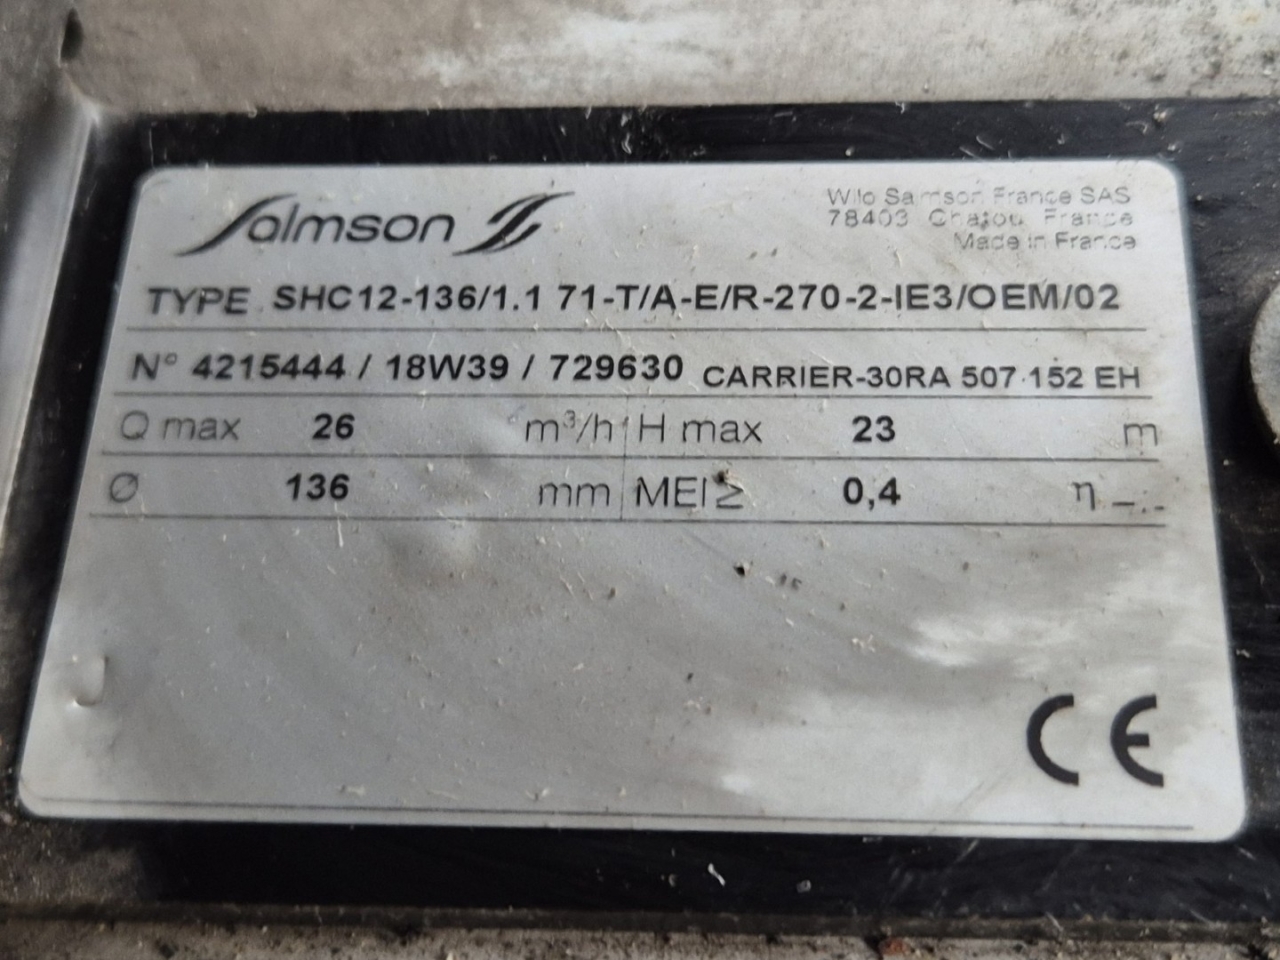 Salmson
Wilo Salmson France SAS
78403 Chatou France
Made in France
TYPE SHC12-136/1.1 71-T/A-E/R-270-2-IE3/OEM/02
N° 4215444 / 18W39 / 729630 CARRIER-30RA 507 152 EH
Q max 26 m³/h H max 23 m
Ø 136 mm MEI ≥ 0,4 η _.._
CE